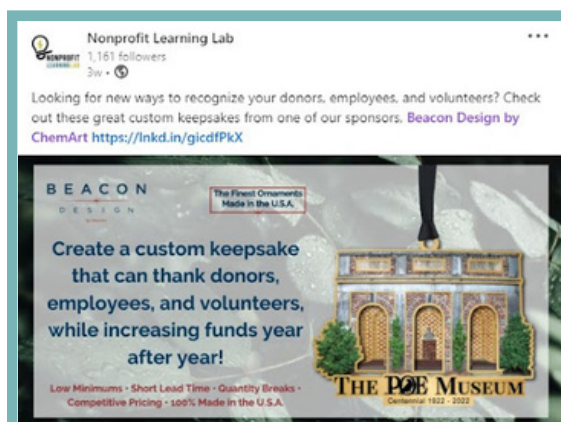 Nonprofit Learning Lab
1,161 followers
3w •
NONPROFIT
LEARNING LAB
Looking for new ways to recognize your donors, employees, and volunteers? Check
out these great custom keepsakes from one of our sponsors. Beacon Design by
ChemArt https://lnkd.in/gicdfPkX
BEACON
DESIGN
The Finest Ornaments
Made in the U.S.A.
Create a custom keepsake
that can thank donors,
employees, and volunteers,
while increasing funds year
after year!
Low Minimums • Short Lead Time • Quantity Breaks •
Competitive Pricing • 100% Made in the U.S.A.
THE POE MUSEUM
Centennial 1922 - 2022